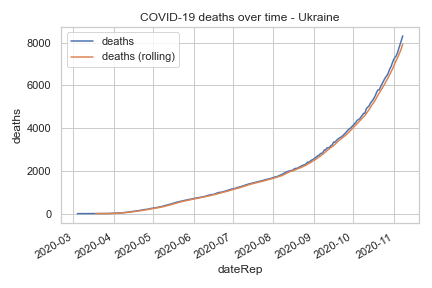 COVID-19 deaths over time - Ukraine
deaths
deaths (rolling)
8000
6000
4000
2000
0
deaths
2020-03
2020-04
2020-05
2020-06
2020-07
2020-08
2020-09
2020-10
2020-11
dateRep